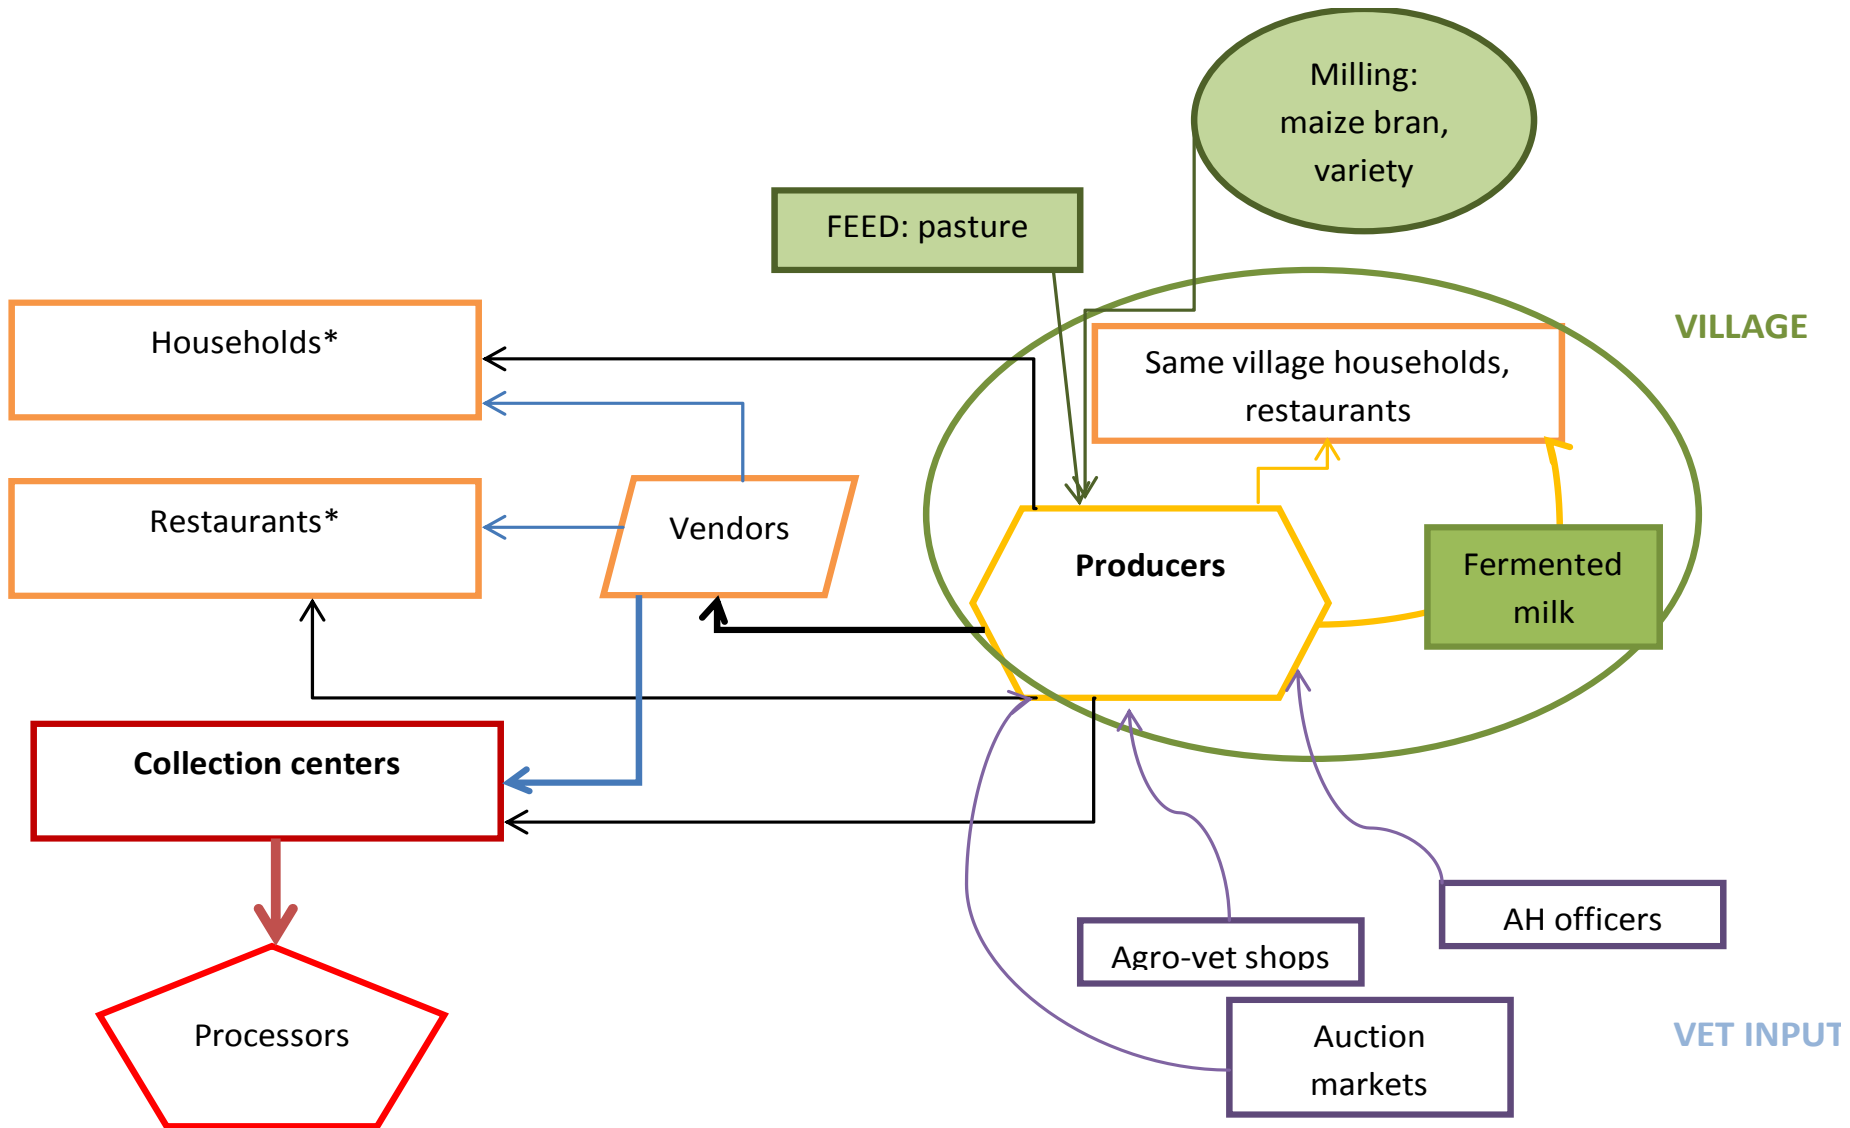 Milling:
maize bran,
variety
FEED: pasture
VILLAGE
Households*
Same village households,
restaurants
Restaurants*
Vendors
Producers
Fermented
milk
Collection centers
AH officers
Agro-vet shops
Processors
Auction
markets
VET INPUT